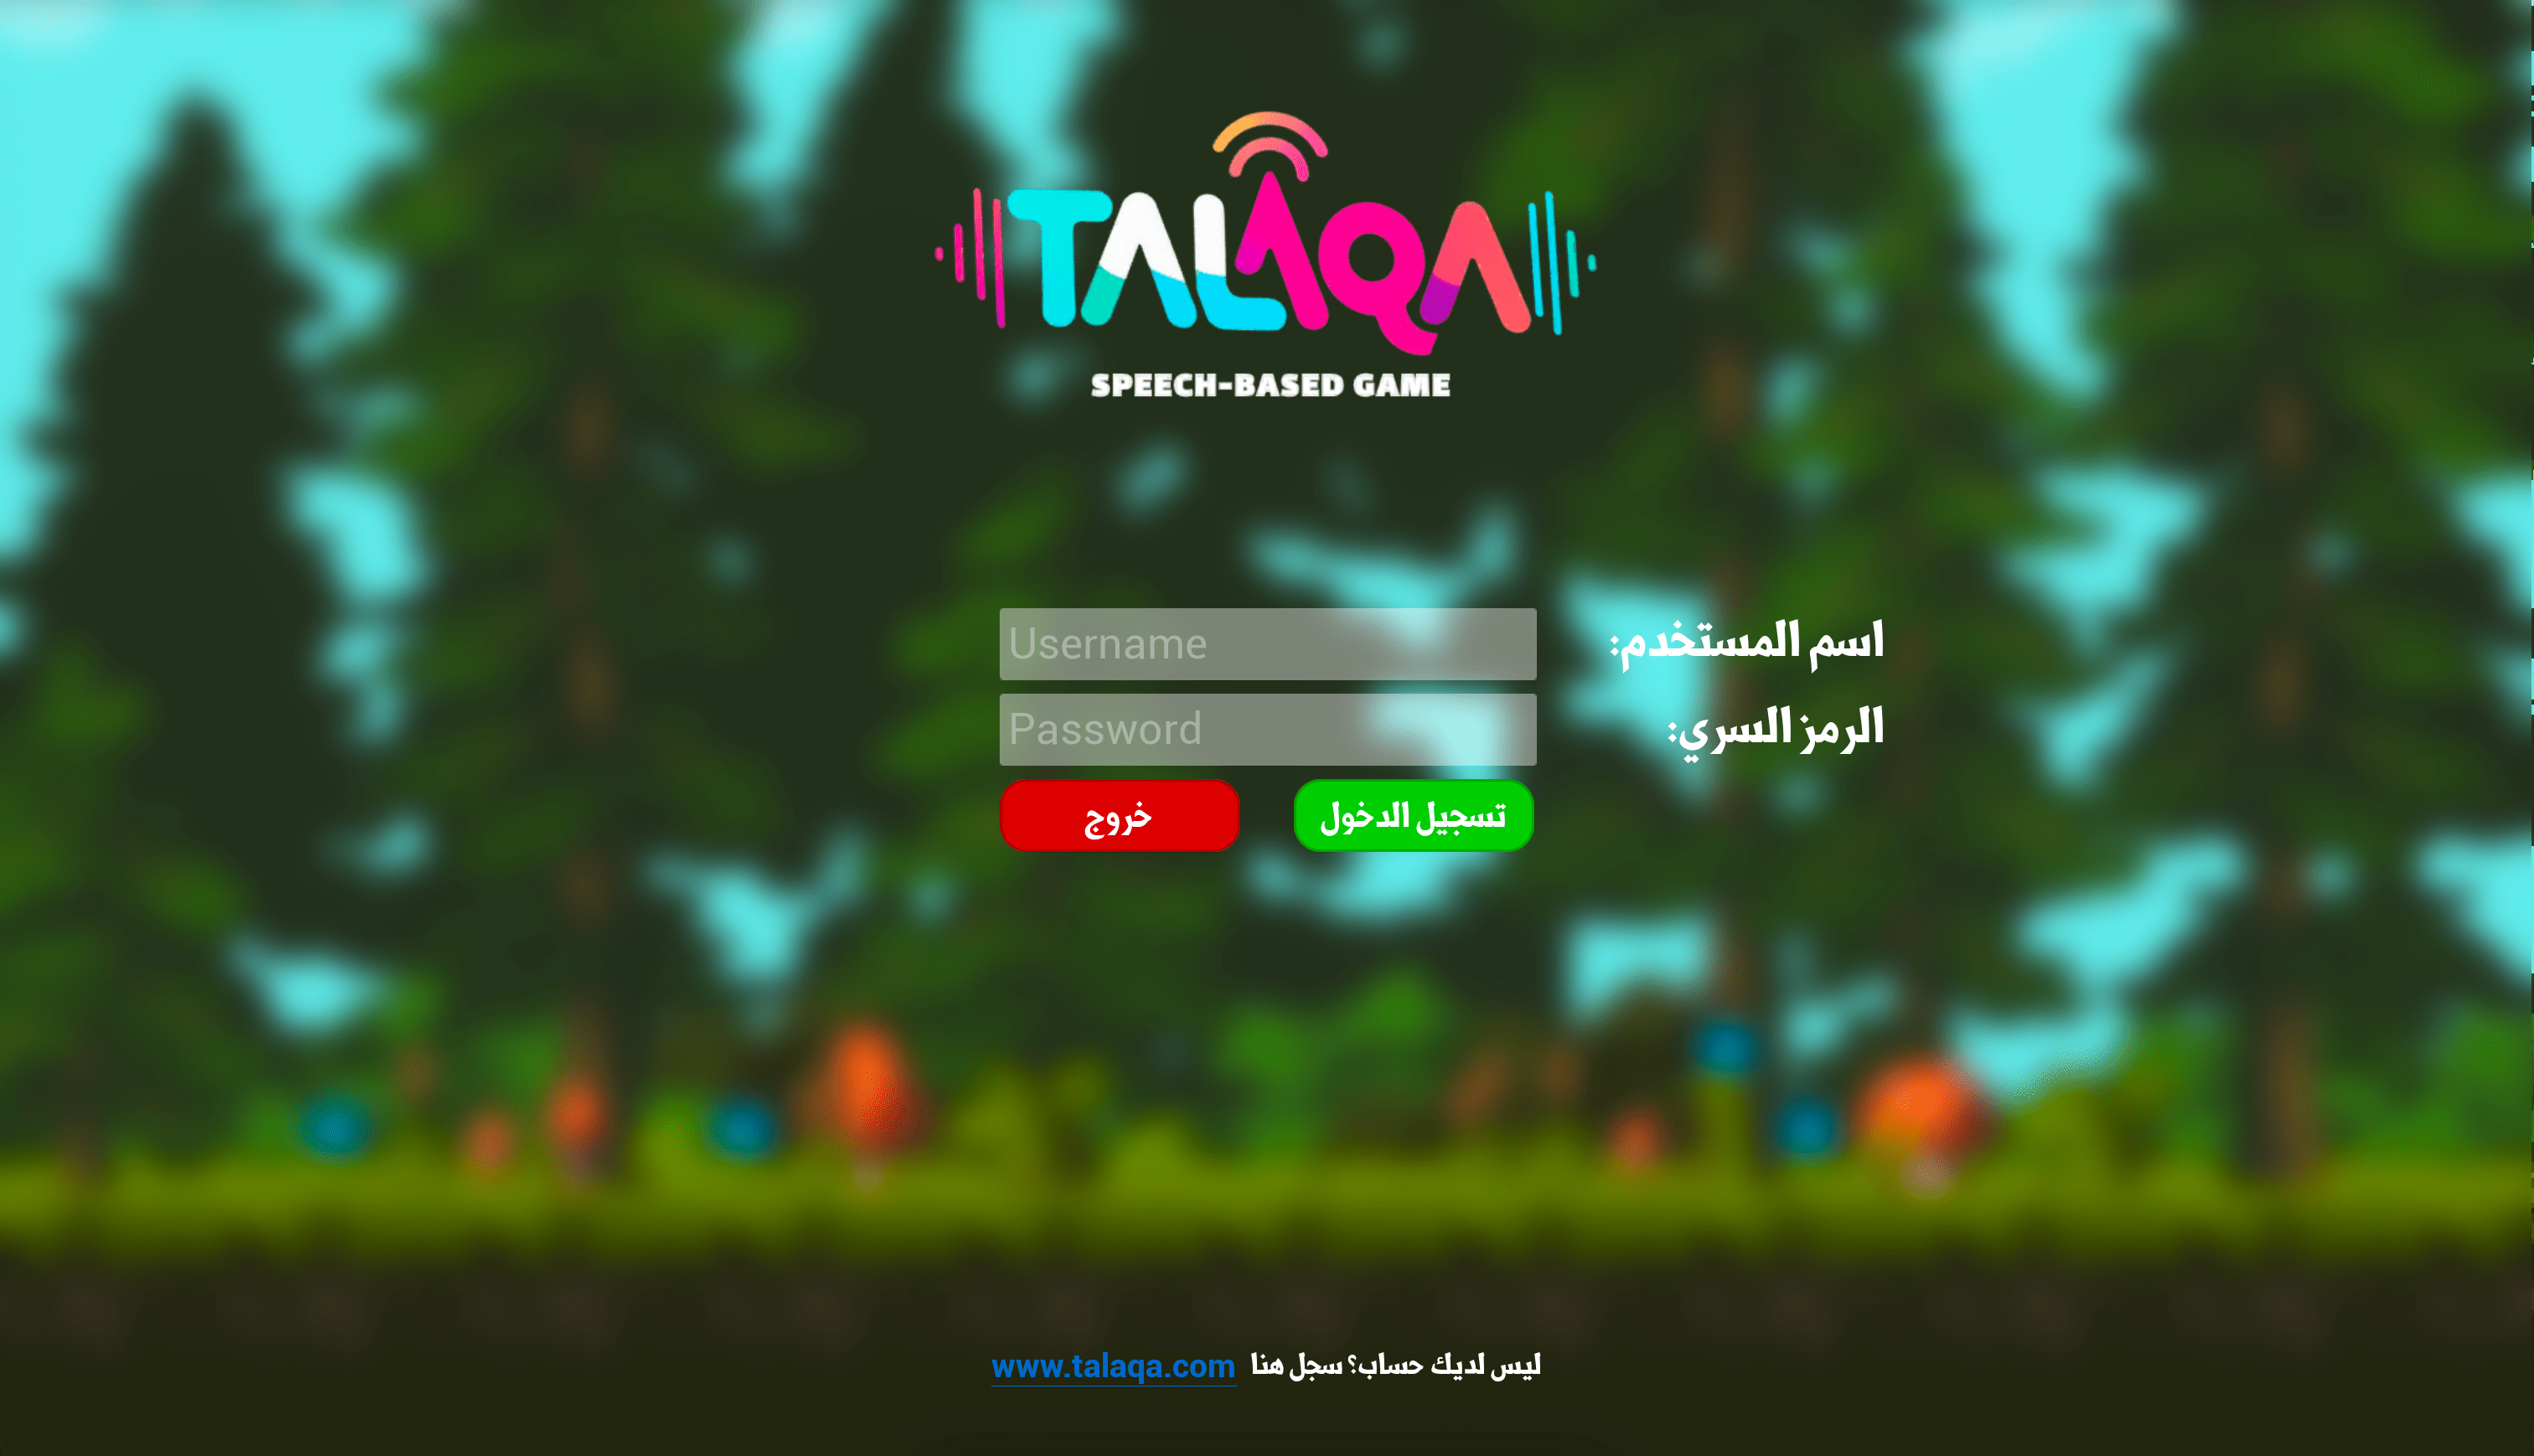 TALAQA
SPEECH-BASED GAME
اسم المستخدم: Username
الرمز السري: Password
تسجيل الدخول خروج
ليس لديك حساب؟ سجل هنا www.talaqa.com